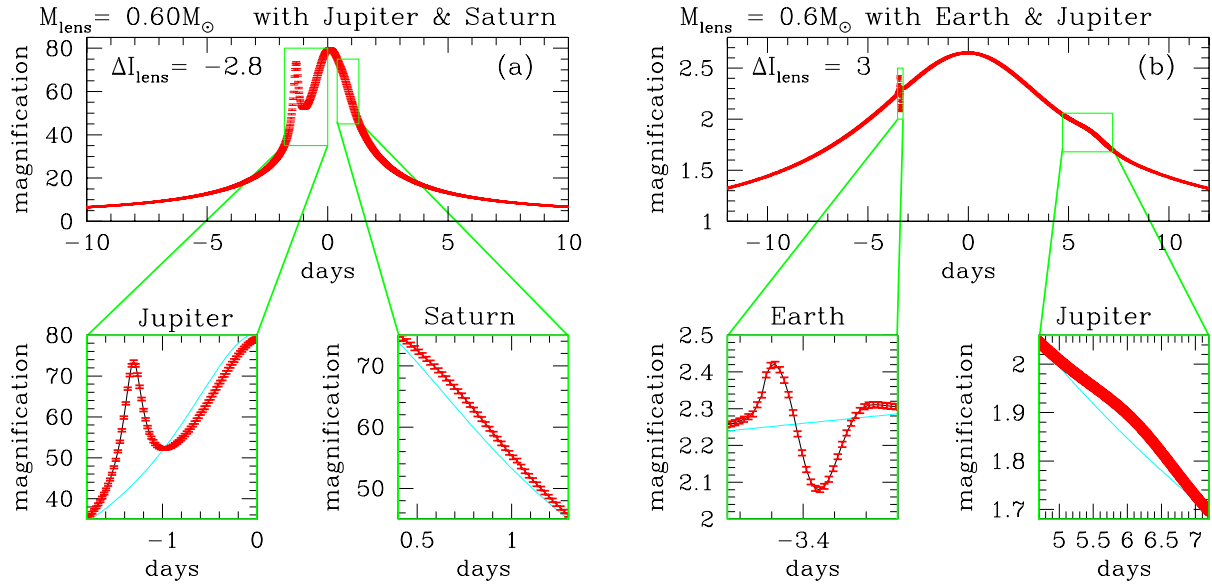 M_lens = 0.60M_⊙ with Jupiter & Saturn
ΔI_lens = -2.8
(a)
magnification
80
60
40
20
0
-10
-5
0
5
10
days
M_lens = 0.6M_⊙ with Earth & Jupiter
ΔI_lens = 3
(b)
magnification
2.5
2
1.5
1
-10
-5
0
5
10
days
Jupiter
magnification
80
70
60
50
40
-1
0
days
Saturn
magnification
70
60
50
0.5
1
days
Earth
magnification
2.5
2.4
2.3
2.2
2.1
2
-3.4
days
Jupiter
magnification
2
1.9
1.8
1.7
5
5.5
6
6.5
7
days